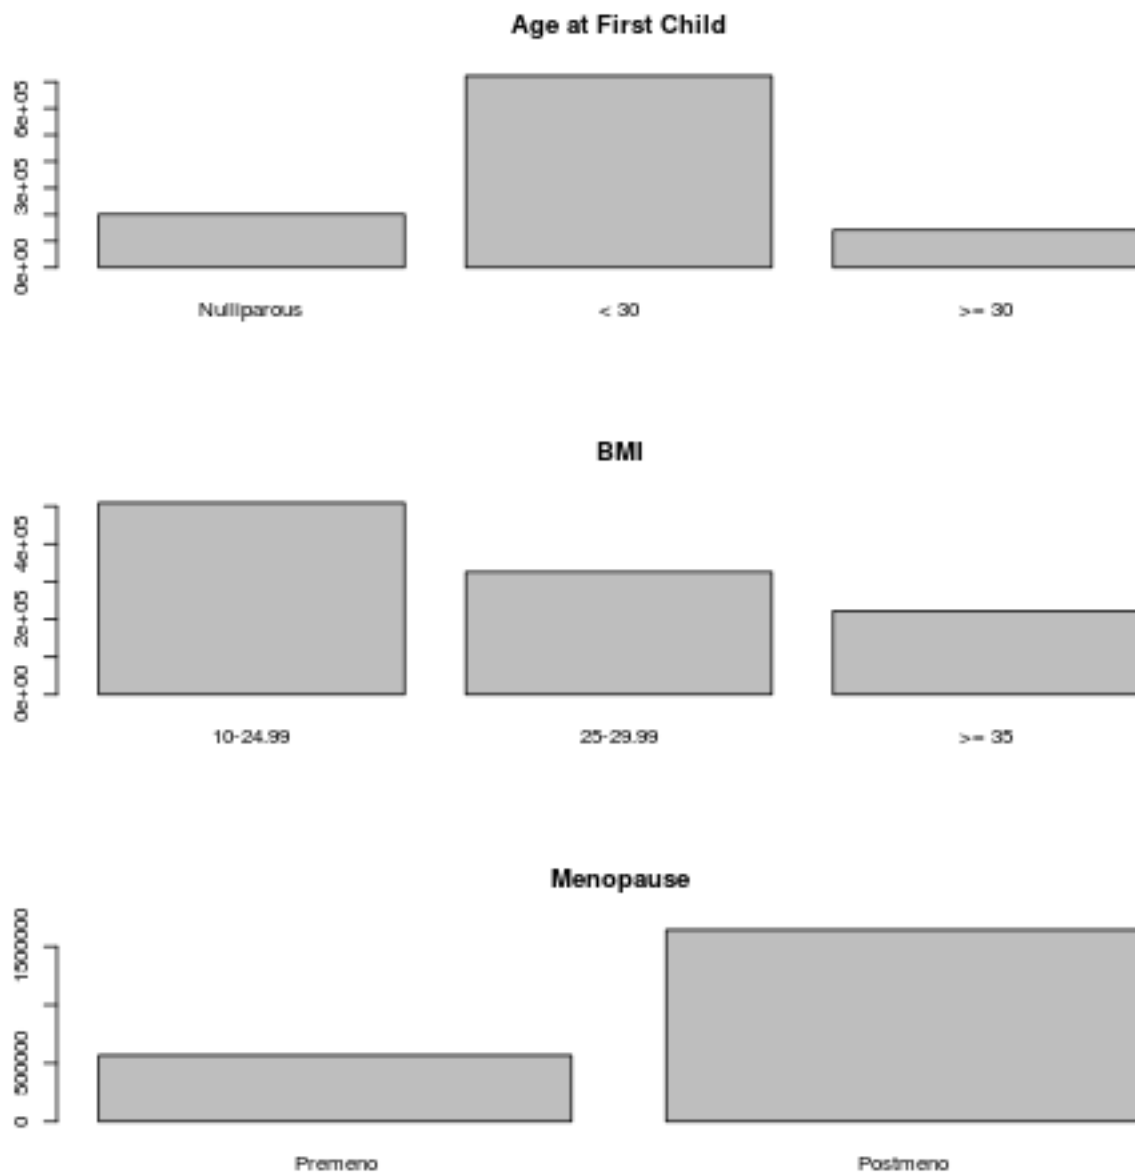 Age at First Child
6e+05
3e+05
0e+00
Nulliparous < 30 >= 30
BMI
4e+05
2e+05
0e+00
10-24.99 25-29.99 >= 35
Menopause
1500000
500000
0
Premeno Postmeno